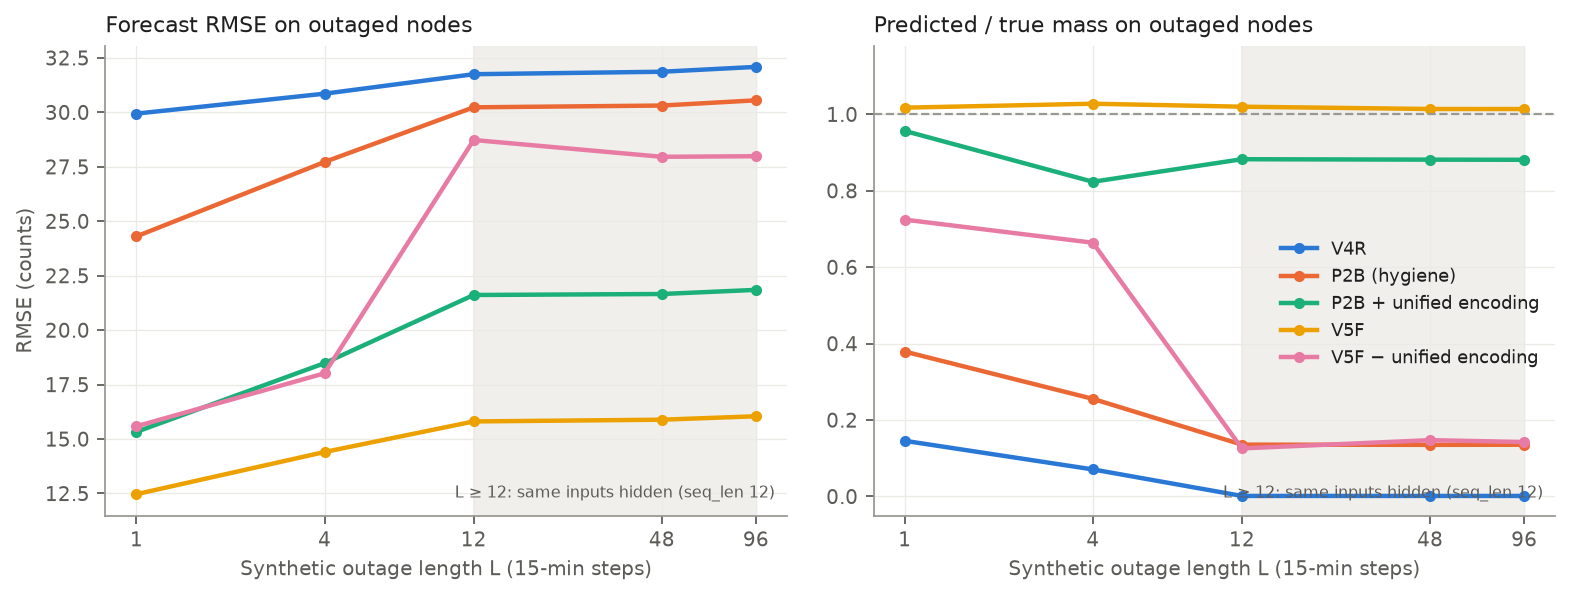 Forecast RMSE on outaged nodes
RMSE (counts)
32.5
30.0
27.5
25.0
22.5
20.0
17.5
15.0
12.5
L ≥ 12: same inputs hidden (seq_len 12)
1 4 12 48 96
Synthetic outage length L (15-min steps)
Predicted / true mass on outaged nodes
1.0
0.8
0.6
0.4
0.2
0.0
V4R
P2B (hygiene)
P2B + unified encoding
V5F
V5F − unified encoding
L ≥ 12: same inputs hidden (seq_len 12)
1 4 12 48 96
Synthetic outage length L (15-min steps)